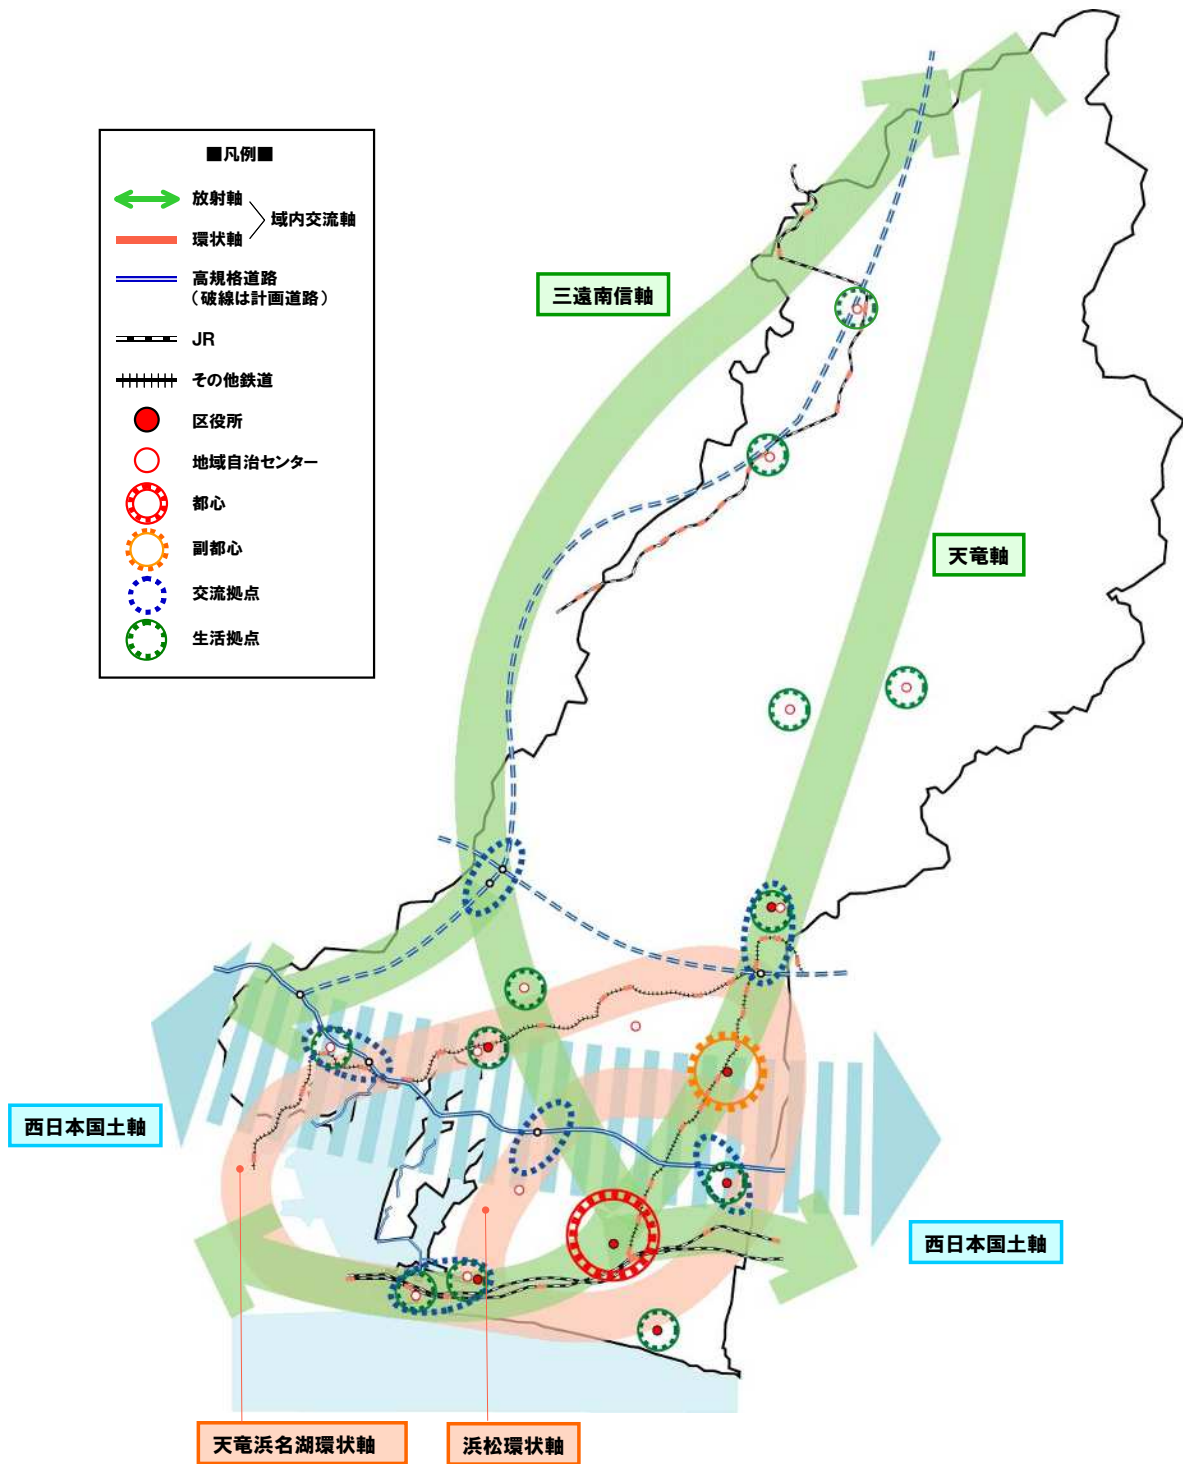 ■凡例■
放射軸
環状軸
域内交流軸
高規格道路
（破線は計画道路）
JR
その他鉄道
区役所
地域自治センター
都心
副都心
交流拠点
生活拠点
三遠南信軸
天竜軸
西日本国土軸
西日本国土軸
天竜浜名湖環状軸
浜松環状軸